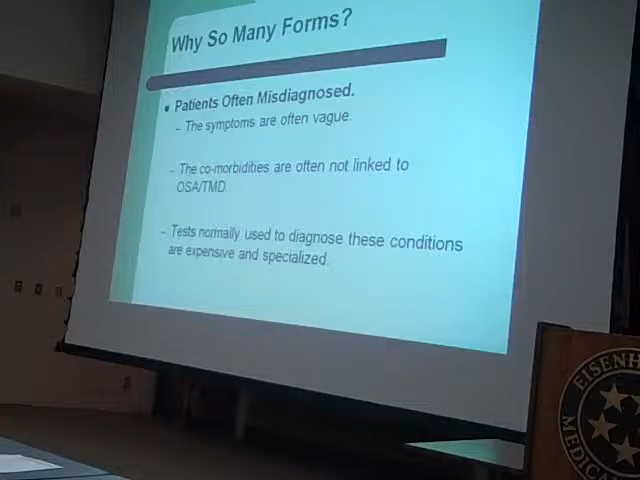 Why So Many Forms?
• Patients Often Misdiagnosed.
- The symptoms are often vague.
- The co-morbidities are often not linked to
OSA/TMD.
- Tests normally used to diagnose these conditions
are expensive and specialized.
EISENH
MEDICA